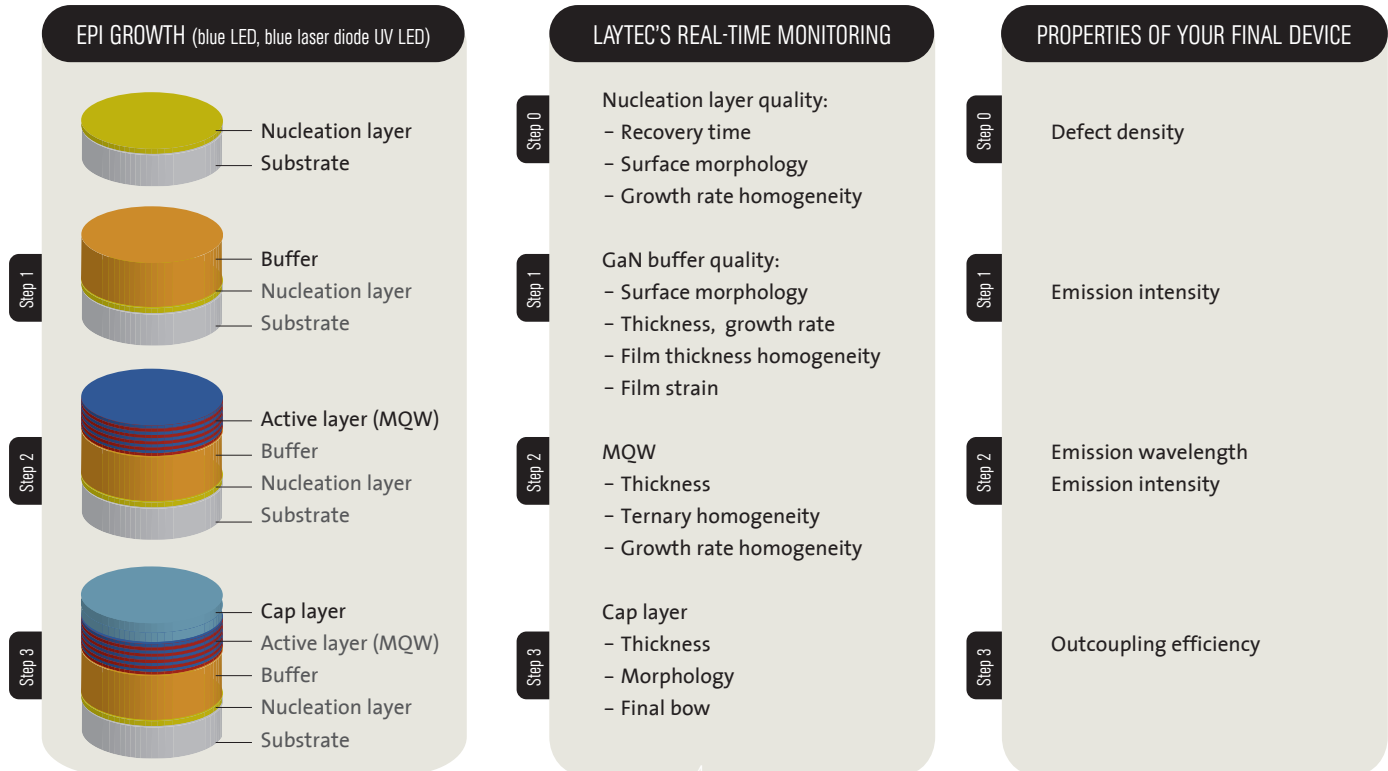 EPI GROWTH (blue LED, blue laser diode UV LED)
Nucleation layer
Substrate
Step 1
Buffer
Nucleation layer
Substrate
Step 2
Active layer (MQW)
Buffer
Nucleation layer
Substrate
Step 3
Cap layer
Active layer (MQW)
Buffer
Nucleation layer
Substrate
LAYTEC'S REAL-TIME MONITORING
Step 0
Nucleation layer quality:
– Recovery time
– Surface morphology
– Growth rate homogeneity
Step 1
GaN buffer quality:
– Surface morphology
– Thickness, growth rate
– Film thickness homogeneity
– Film strain
Step 2
MQW
– Thickness
– Ternary homogeneity
– Growth rate homogeneity
Step 3
Cap layer
– Thickness
– Morphology
– Final bow
PROPERTIES OF YOUR FINAL DEVICE
Step 0
Defect density
Step 1
Emission intensity
Step 2
Emission wavelength
Emission intensity
Step 3
Outcoupling efficiency